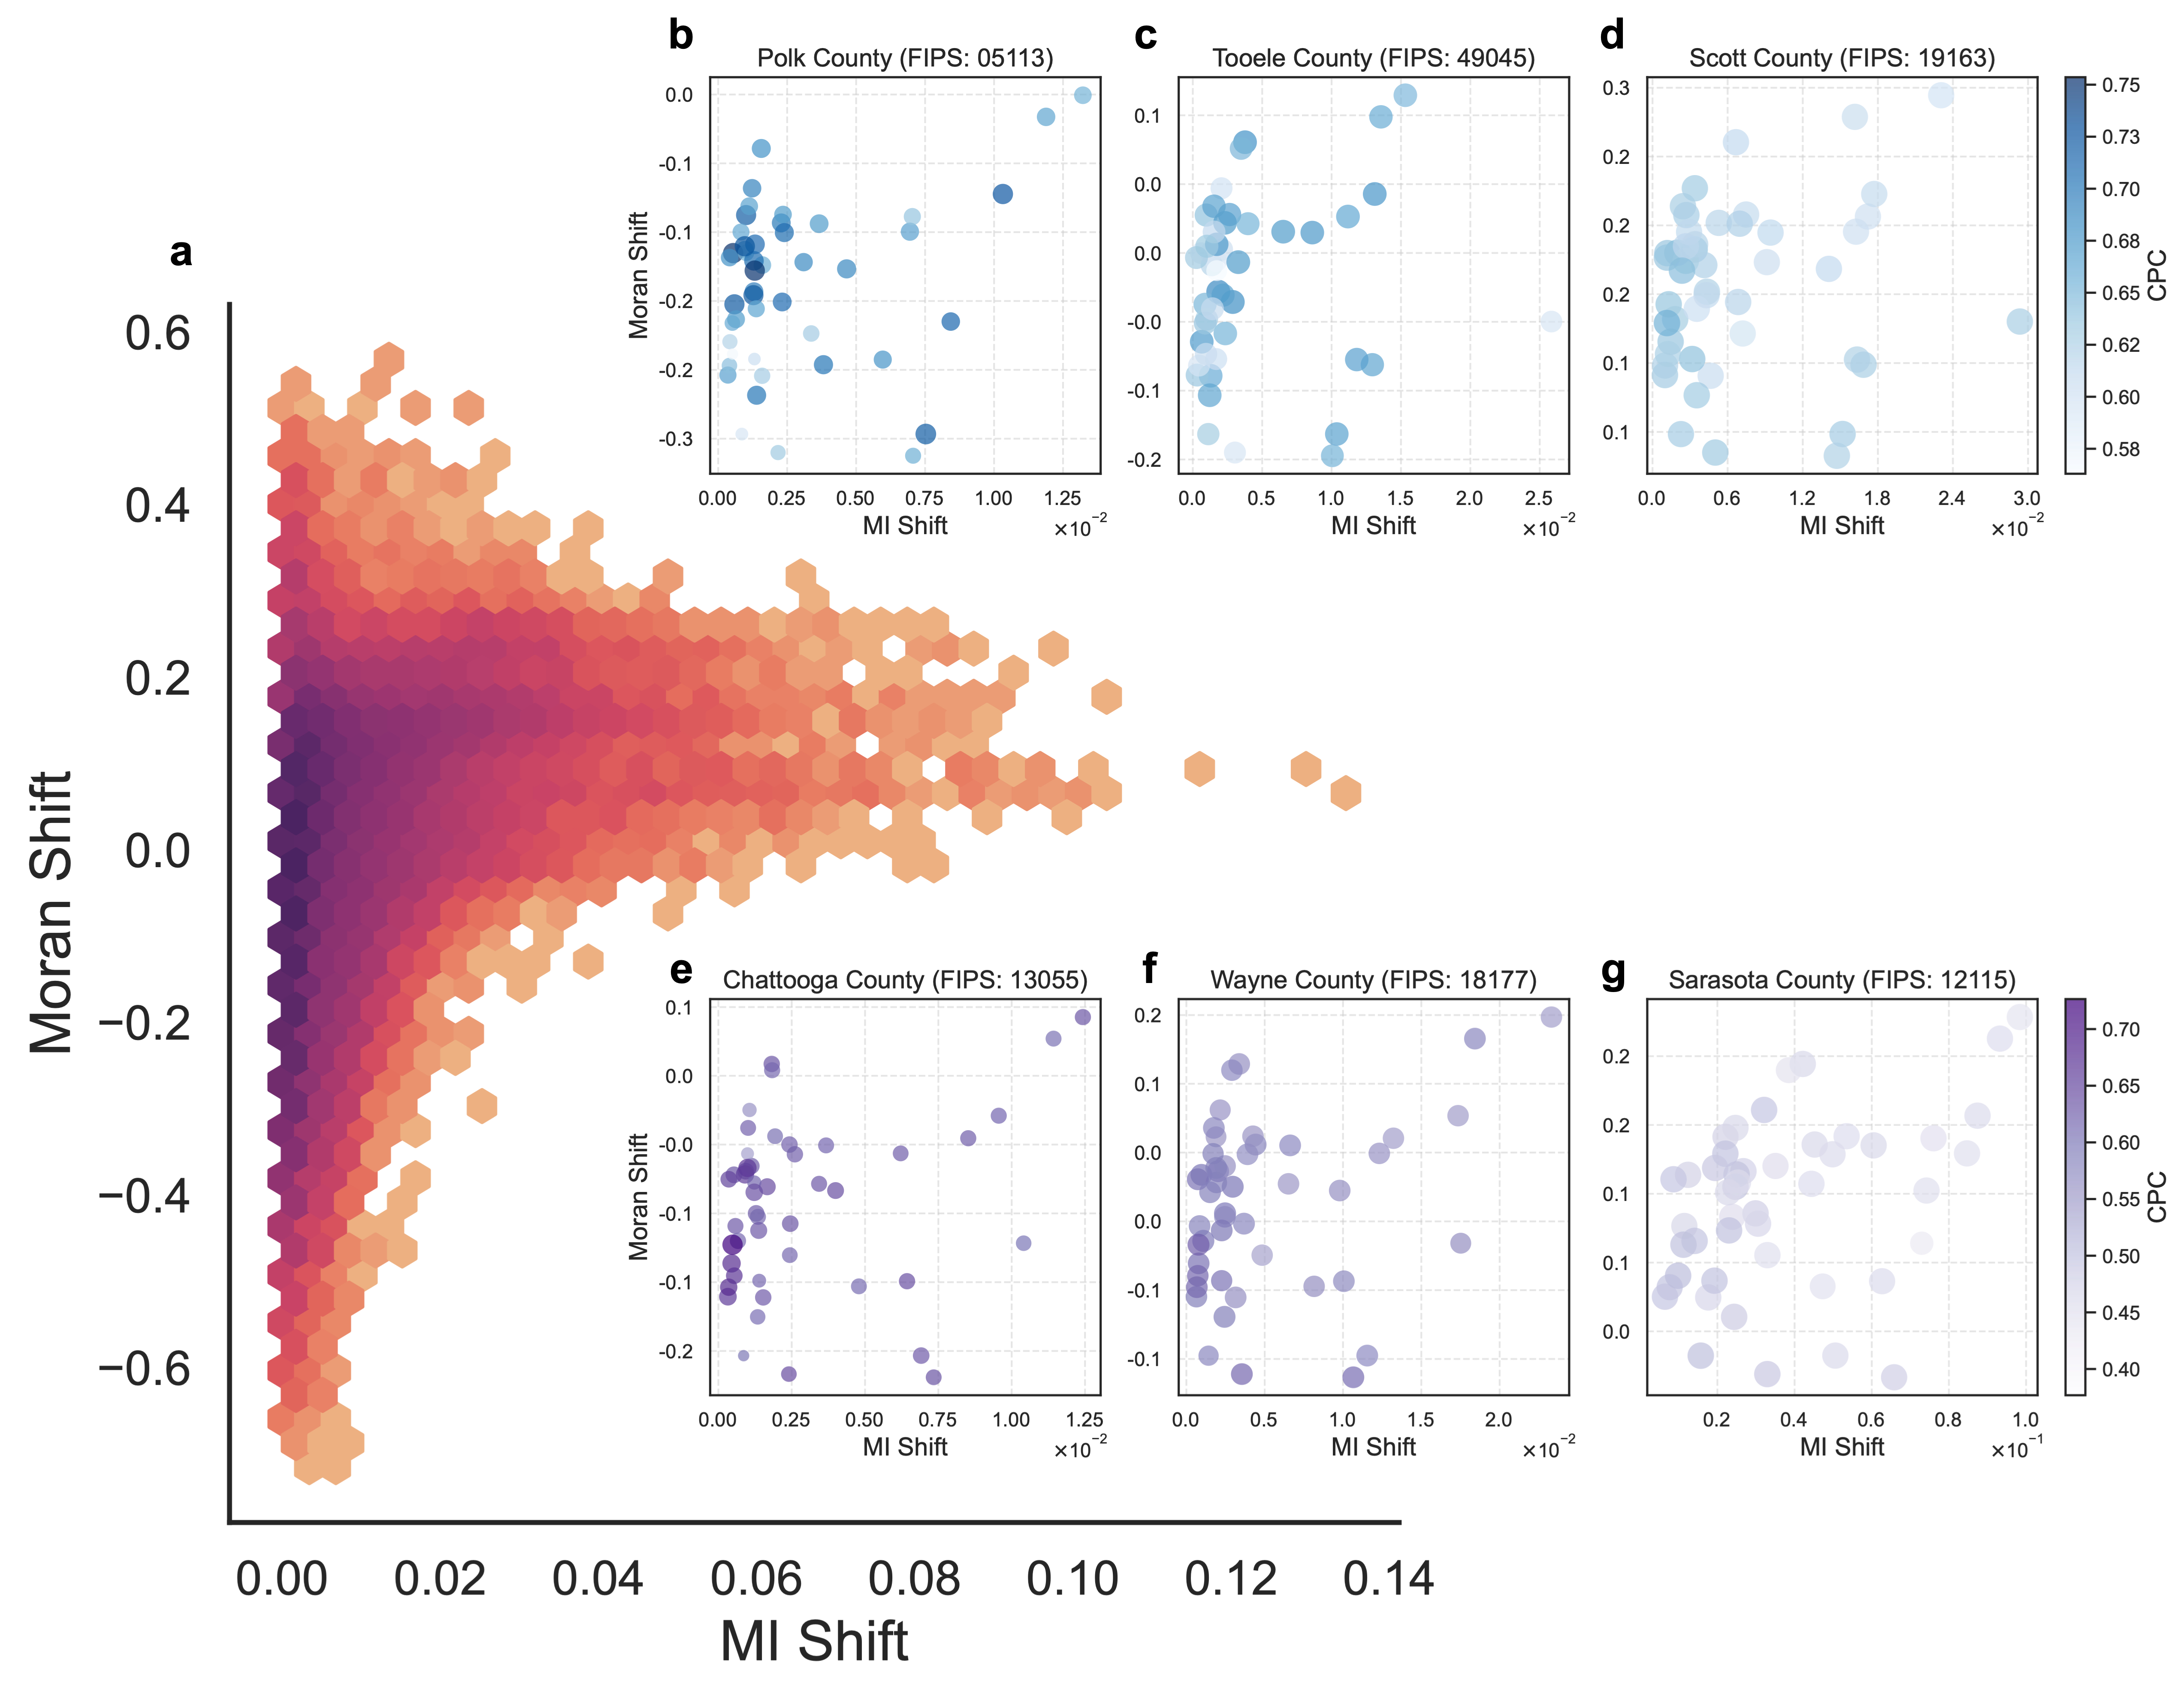 a
Moran Shift
0.6
0.4
0.2
0.0
−0.2
−0.4
−0.6
0.00 0.02 0.04 0.06 0.08 0.10 0.12 0.14
MI Shift
b
Polk County (FIPS: 05113)
Moran Shift
0.0
-0.1
-0.1
-0.2
-0.2
-0.3
0.00 0.25 0.50 0.75 1.00 1.25
MI Shift
×10⁻²
c
Tooele County (FIPS: 49045)
0.1
0.0
0.0
-0.0
-0.1
-0.2
0.0 0.5 1.0 1.5 2.0 2.5
MI Shift
×10⁻²
d
Scott County (FIPS: 19163)
0.3
0.2
0.2
0.2
0.1
0.1
0.0 0.6 1.2 1.8 2.4 3.0
MI Shift
×10⁻²
0.75
0.73
0.70
0.68
0.65
0.62
0.60
0.58
CPC
e
Chattooga County (FIPS: 13055)
Moran Shift
0.1
0.0
-0.0
-0.1
-0.1
-0.2
0.00 0.25 0.50 0.75 1.00 1.25
MI Shift
×10⁻²
f
Wayne County (FIPS: 18177)
0.2
0.1
0.0
0.0
-0.1
-0.1
0.0 0.5 1.0 1.5 2.0
MI Shift
×10⁻²
g
Sarasota County (FIPS: 12115)
0.2
0.2
0.1
0.1
0.0
0.2 0.4 0.6 0.8 1.0
MI Shift
×10⁻¹
0.70
0.65
0.60
0.55
0.50
0.45
0.40
CPC